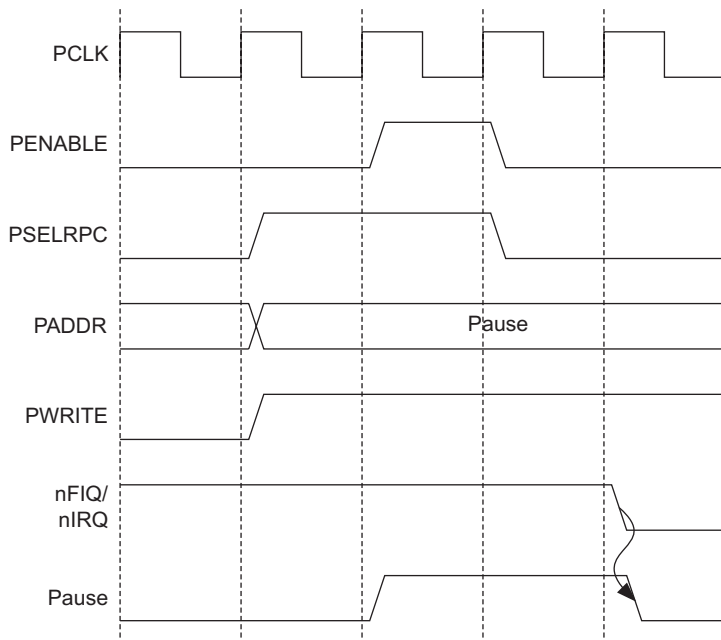 PCLK
PENABLE
PSELRPC
PADDR
Pause
PWRITE
nFIQ/
nIRQ
Pause